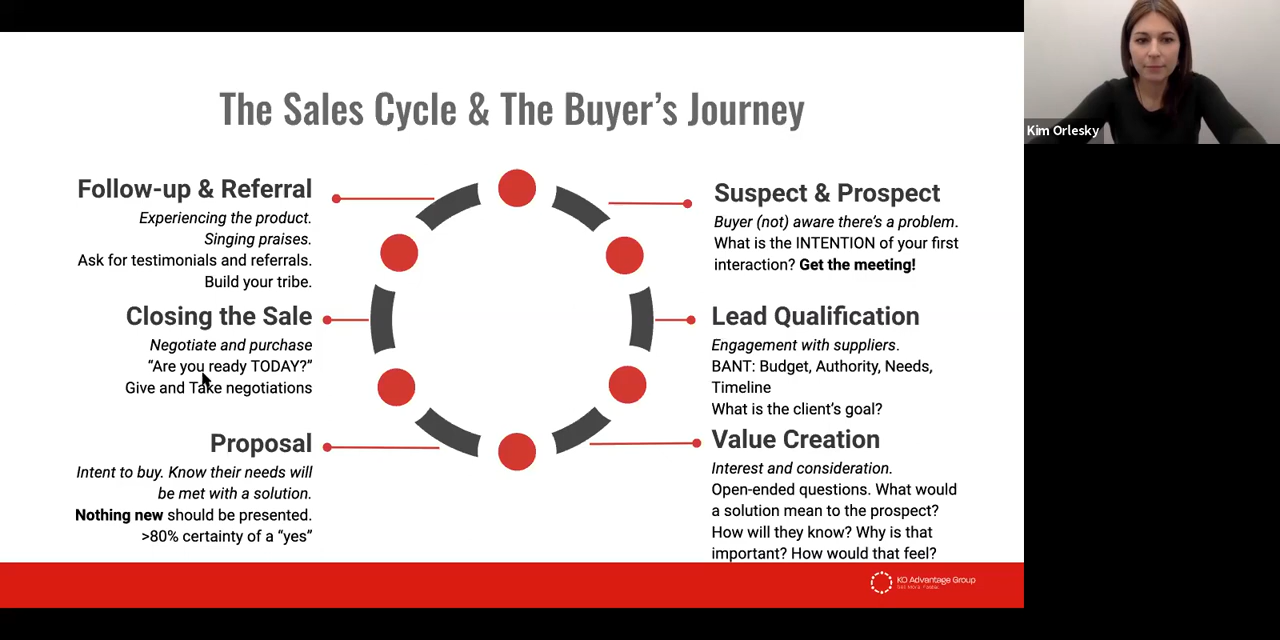 The Sales Cycle & The Buyer’s Journey
Kim Orlesky
Follow-up & Referral
Experiencing the product.
Singing praises.
Ask for testimonials and referrals.
Build your tribe.
Closing the Sale
Negotiate and purchase
“Are you ready TODAY?”
Give and Take negotiations
Proposal
Intent to buy. Know their needs will
be met with a solution.
Nothing new should be presented.
>80% certainty of a “yes”
Suspect & Prospect
Buyer (not) aware there’s a problem.
What is the INTENTION of your first
interaction? Get the meeting!
Lead Qualification
Engagement with suppliers.
BANT: Budget, Authority, Needs,
Timeline
What is the client’s goal?
Value Creation
Interest and consideration.
Open-ended questions. What would
a solution mean to the prospect?
How will they know? Why is that
important? How would that feel?
KO Advantage Group